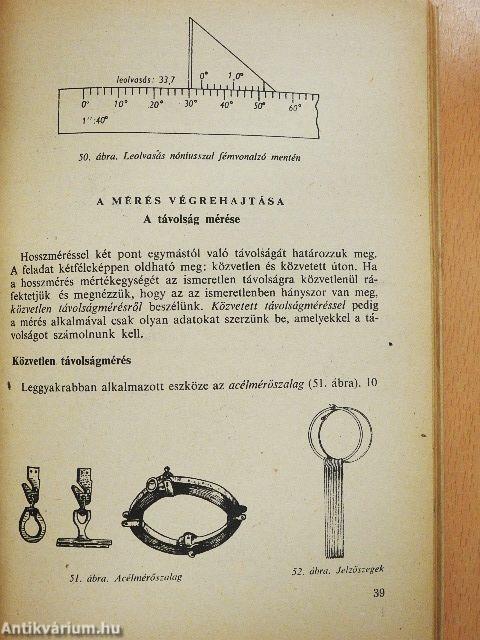 leolvasás: 33,7 0° 1,0°
0° 10° 20° 30° 40° 50° 60°
1":40°
50. ábra. Leolvasás nóniusszal fémvonalzó mentén
A MÉRÉS VÉGREHAJTÁSA
A távolság mérése
Hosszméréssel két pont egymástól való távolságát határozzuk meg.
A feladat kétféleképpen oldható meg: közvetlen és közvetett úton. Ha
a hosszmérés mértékegységét az ismeretlen távolságra közvetlenül rá-
fektetjük és megnézzük, hogy az az ismeretlenben hányszor van meg,
közvetlen távolságmérésről beszélünk. Közvetett távolságméréssel pedig
a mérés alkalmával csak olyan adatokat szerzünk be, amelyekkel a tá-
volságot számolnunk kell.
Közvetlen távolságmérés
Leggyakrabban alkalmazott eszköze az acélmérőszalag (51. ábra). 10
51. ábra. Acélmérőszalag
52. ábra. Jelzőszegek
39
Antikvárium.hu